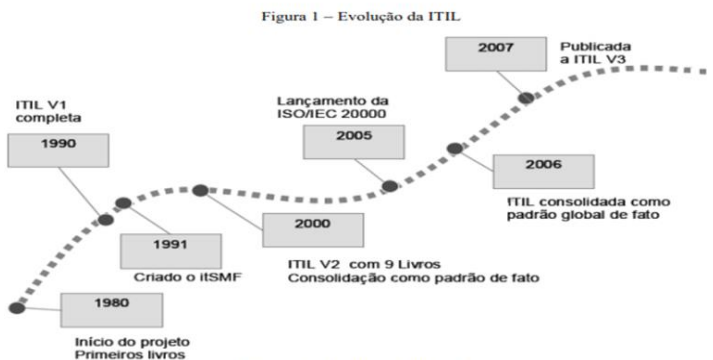 Figura 1 – Evolução da ITIL
2007
Publicada
a ITIL V3
ITIL V1
completa
1990
Lançamento da
ISO/IEC 20000
2005
2006
ITIL consolidada como
padrão global de fato
1991
Criado o itSMF
2000
ITIL V2 com 9 Livros
Consolidação como padrão de fato
1980
Início do projeto
Primeiros livros